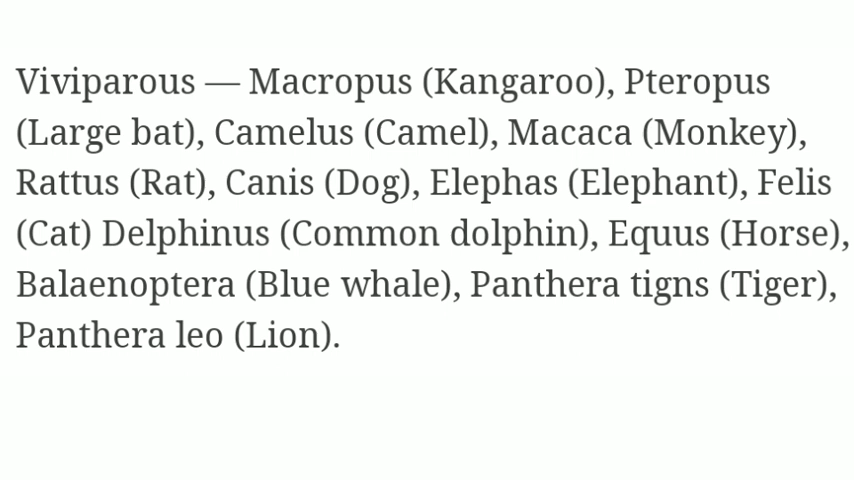 Viviparous — Macropus (Kangaroo), Pteropus
(Large bat), Camelus (Camel), Macaca (Monkey),
Rattus (Rat), Canis (Dog), Elephas (Elephant), Felis
(Cat) Delphinus (Common dolphin), Equus (Horse),
Balaenoptera (Blue whale), Panthera tigns (Tiger),
Panthera leo (Lion).